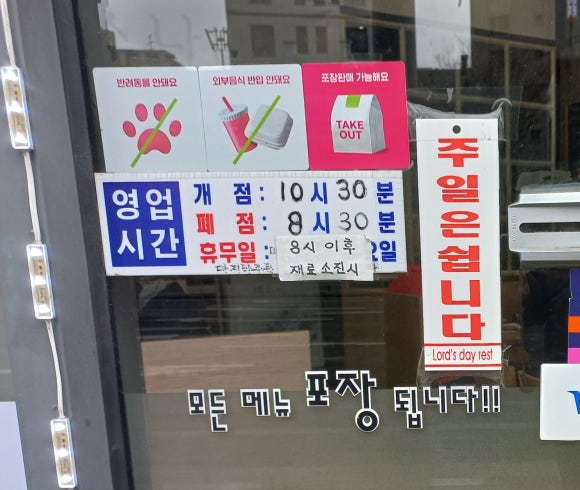 반려동물 안돼요
외부음식 반입 안돼요
포장판매 가능해요
TAKE
OUT
영업
시간
개 점 : 10 시 30 분
폐 점 : 8 시 30 분
휴무일 : 요일
8시 이후
재료소진시
주일은쉽니다
Lord's day rest
모든 메뉴 포장 됩니다!!